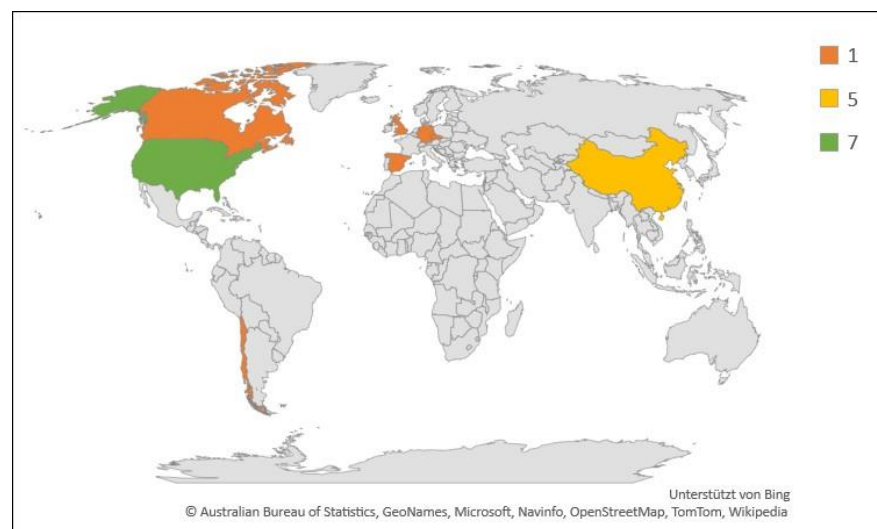 1
5
7
Unterstützt von Bing
© Australian Bureau of Statistics, GeoNames, Microsoft, Navinfo, OpenStreetMap, TomTom, Wikipedia